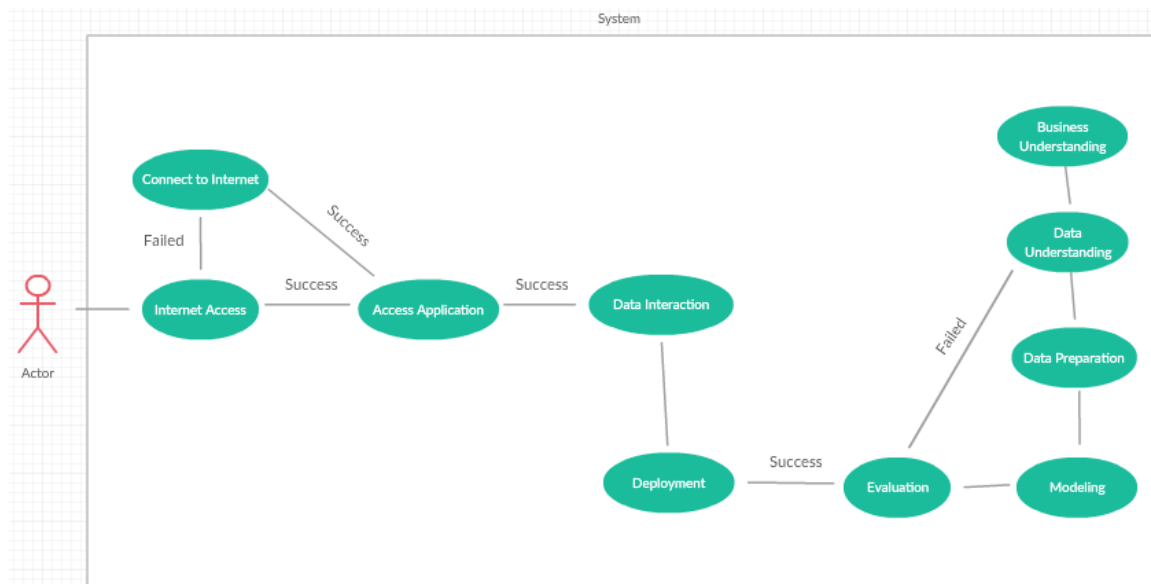 System
Business
Understanding
Connect to Internet
Success
Failed
Data
Understanding
Internet Access
Success
Access Application
Success
Data Interaction
Failed
Data Preparation
Actor
Deployment
Success
Evaluation
Modeling